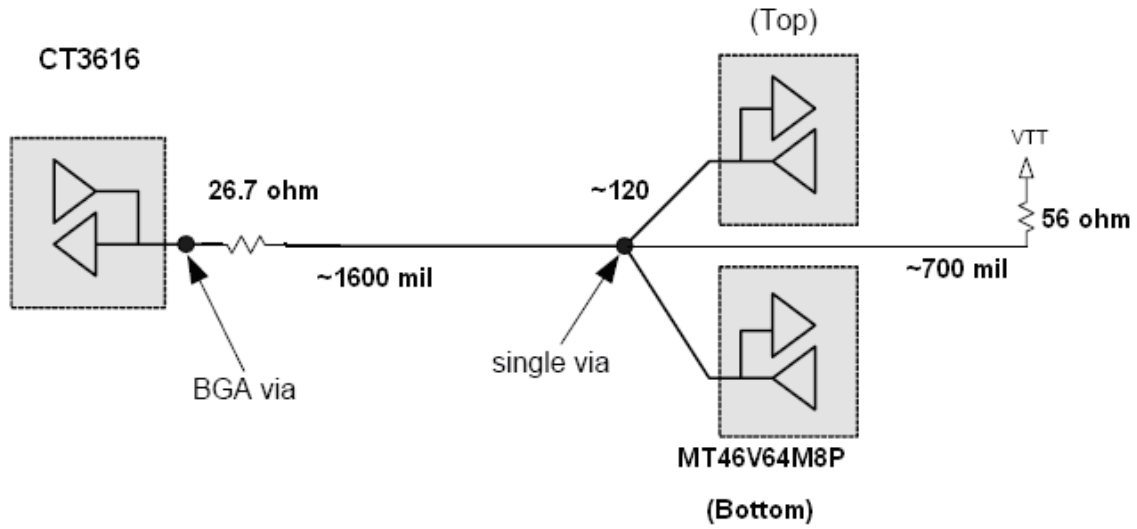 (Top)
CT3616
VTT
26.7 ohm
~120
56 ohm
~1600 mil
~700 mil
single via
BGA via
MT46V64M8P
(Bottom)